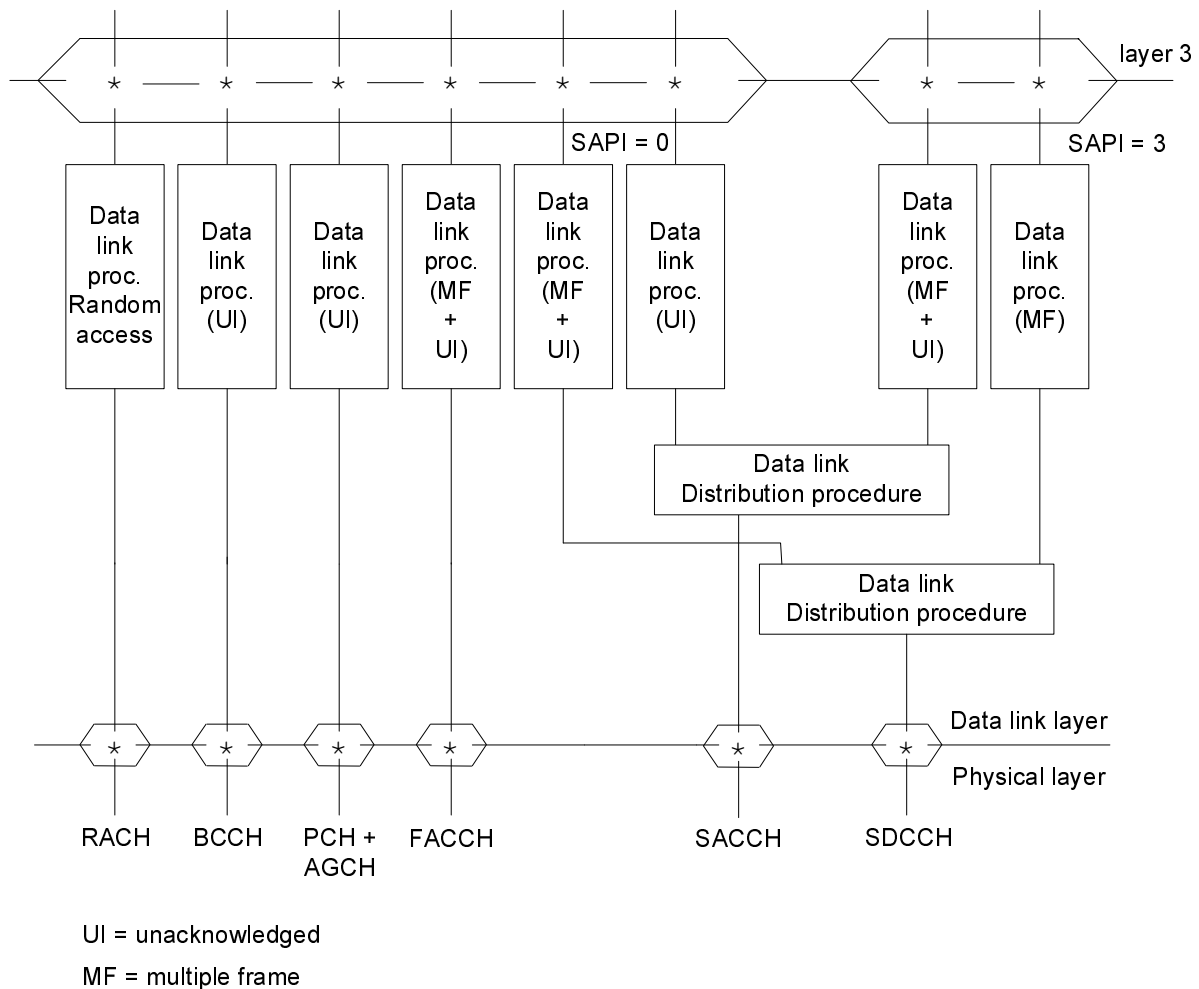 layer 3
* * * * * * * *
SAPI = 0
SAPI = 3
Data
link
proc.
Random
access
Data
link
proc.
(UI)
Data
link
proc.
(UI)
Data
link
proc.
(MF
+
UI)
Data
link
proc.
(MF
+
UI)
Data
link
proc.
(UI)
Data
link
proc.
(MF
+
UI)
Data
link
proc.
(MF)
Data link
Distribution procedure
Data link
Distribution procedure
Data link layer
* * * * * *
Physical layer
RACH
BCCH
PCH +
AGCH
FACCH
SACCH
SDCCH
UI = unacknowledged
MF = multiple frame